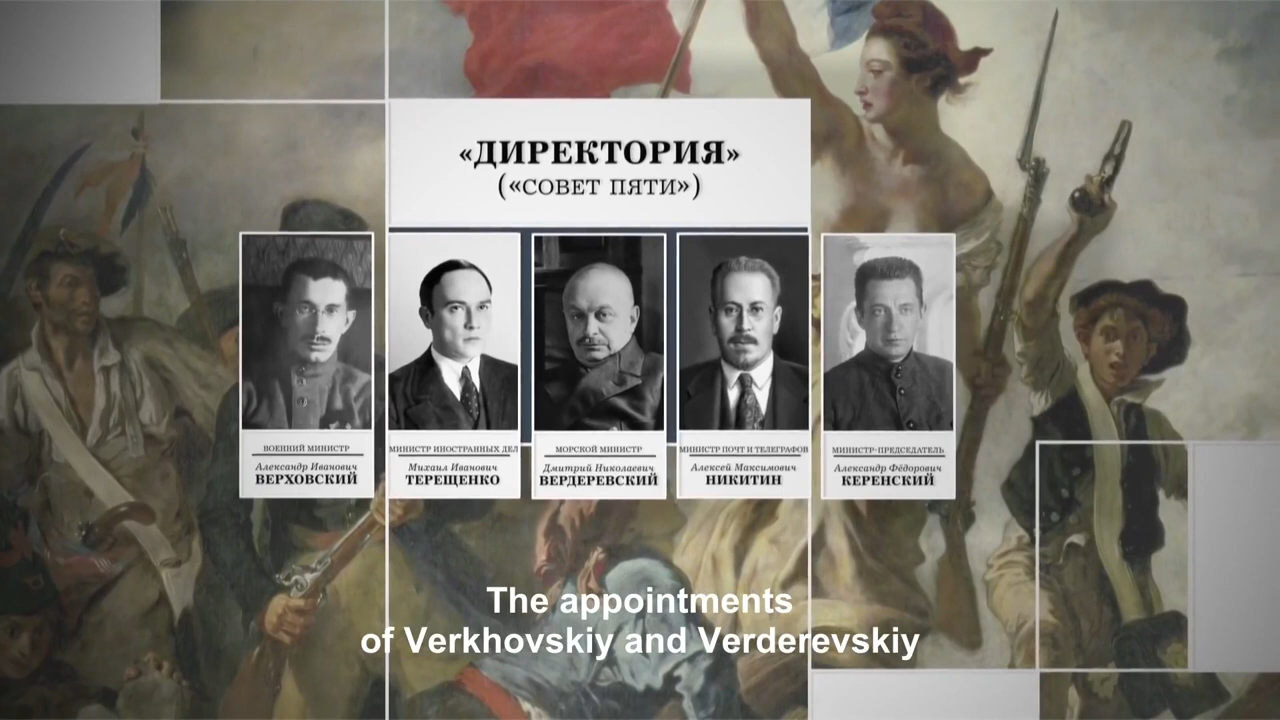 «ДИРЕКТОРИЯ»
(«СОВЕТ ПЯТИ»)
ВОЕННИЙ МИНИСТР
Александр Иванович
ВЕРХОВСКИЙ
МИНИСТР ИНОСТРАННЫХ ДЕЛ
Михаил Иванович
ТЕРЕЩЕНКО
МОРСКОЙ МИНИСТР
Дмитрий Николаевич
ВЕРДЕРЕВСКИЙ
МИНИСТР ПОЧТ И ТЕЛЕГРАФОВ
Алексей Максимович
НИКИТИН
МИНИСТР-ПРЕДСЕДАТЕЛЬ
Александр Фёдорович
КЕРЕНСКИЙ
The appointments
of Verkhovskiy and Verderevskiy